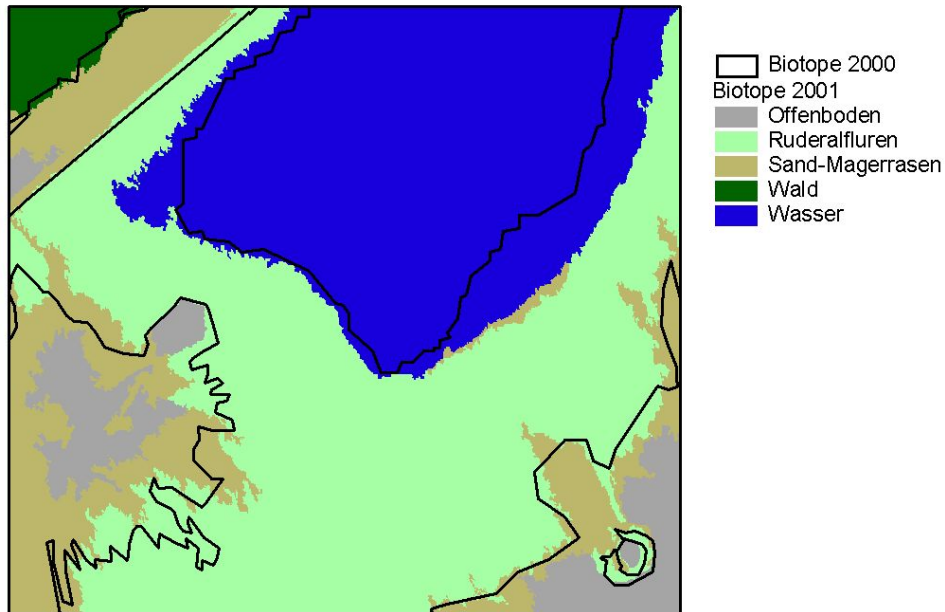 Biotope 2000
Biotope 2001
Offenboden
Ruderalfluren
Sand-Magerrasen
Wald
Wasser